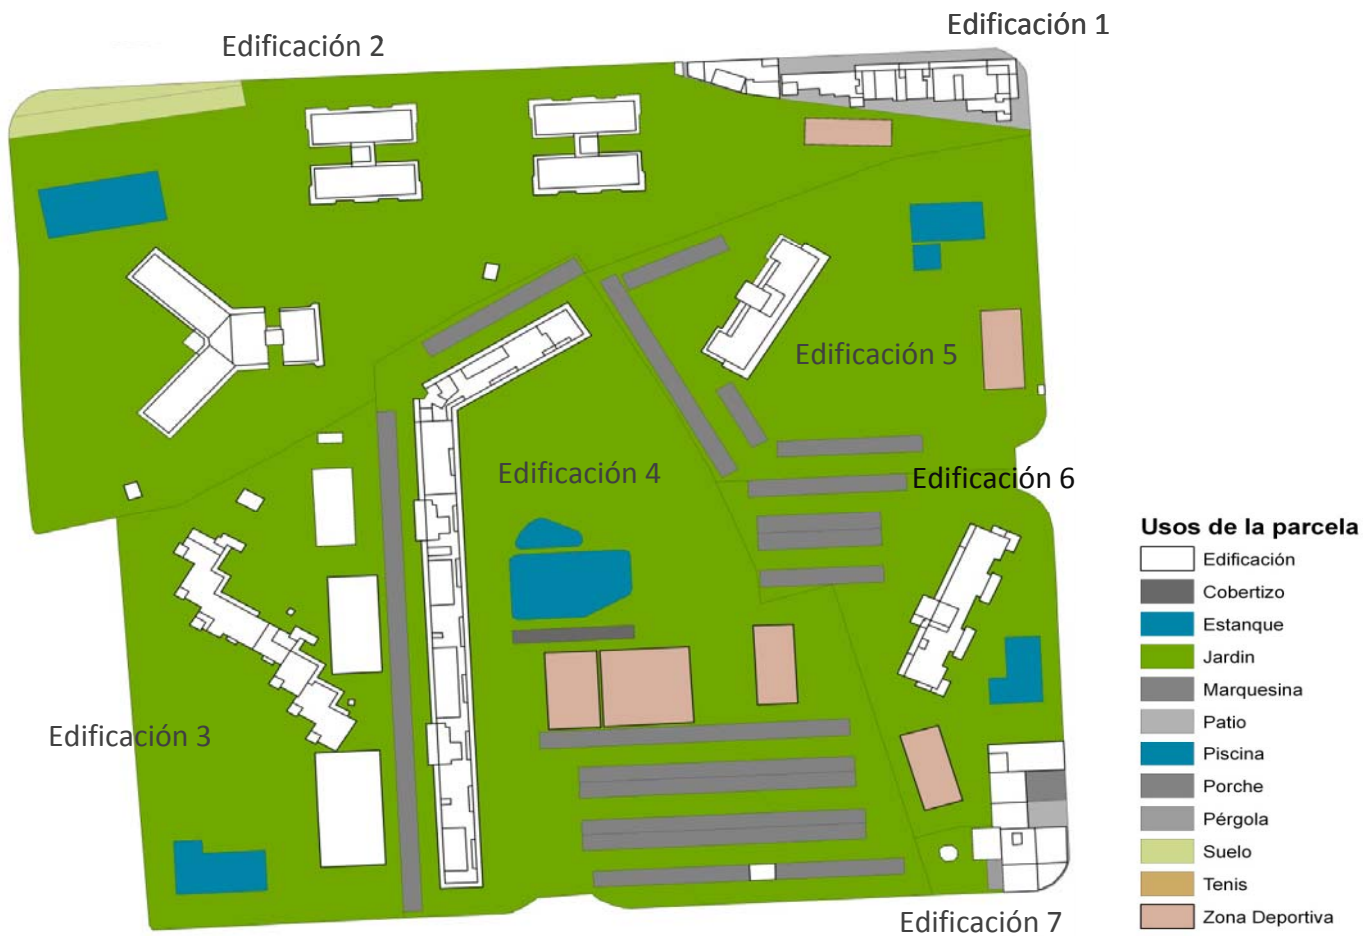 Edificación 1
Edificación 2
Edificación 5
Edificación 4
Edificación 6
Edificación 3
Edificación 7
Usos de la parcela
Edificación
Cobertizo
Estanque
Jardin
Marquesina
Patio
Piscina
Porche
Pérgola
Suelo
Tenis
Zona Deportiva